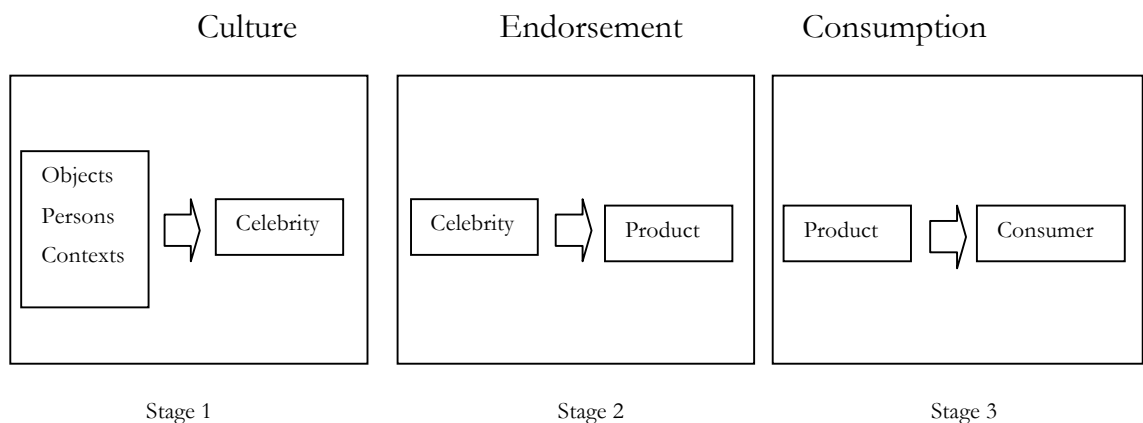 Culture
Endorsement
Consumption
Objects
Persons
Contexts
Celebrity
Celebrity
Product
Product
Consumer
Stage 1
Stage 2
Stage 3